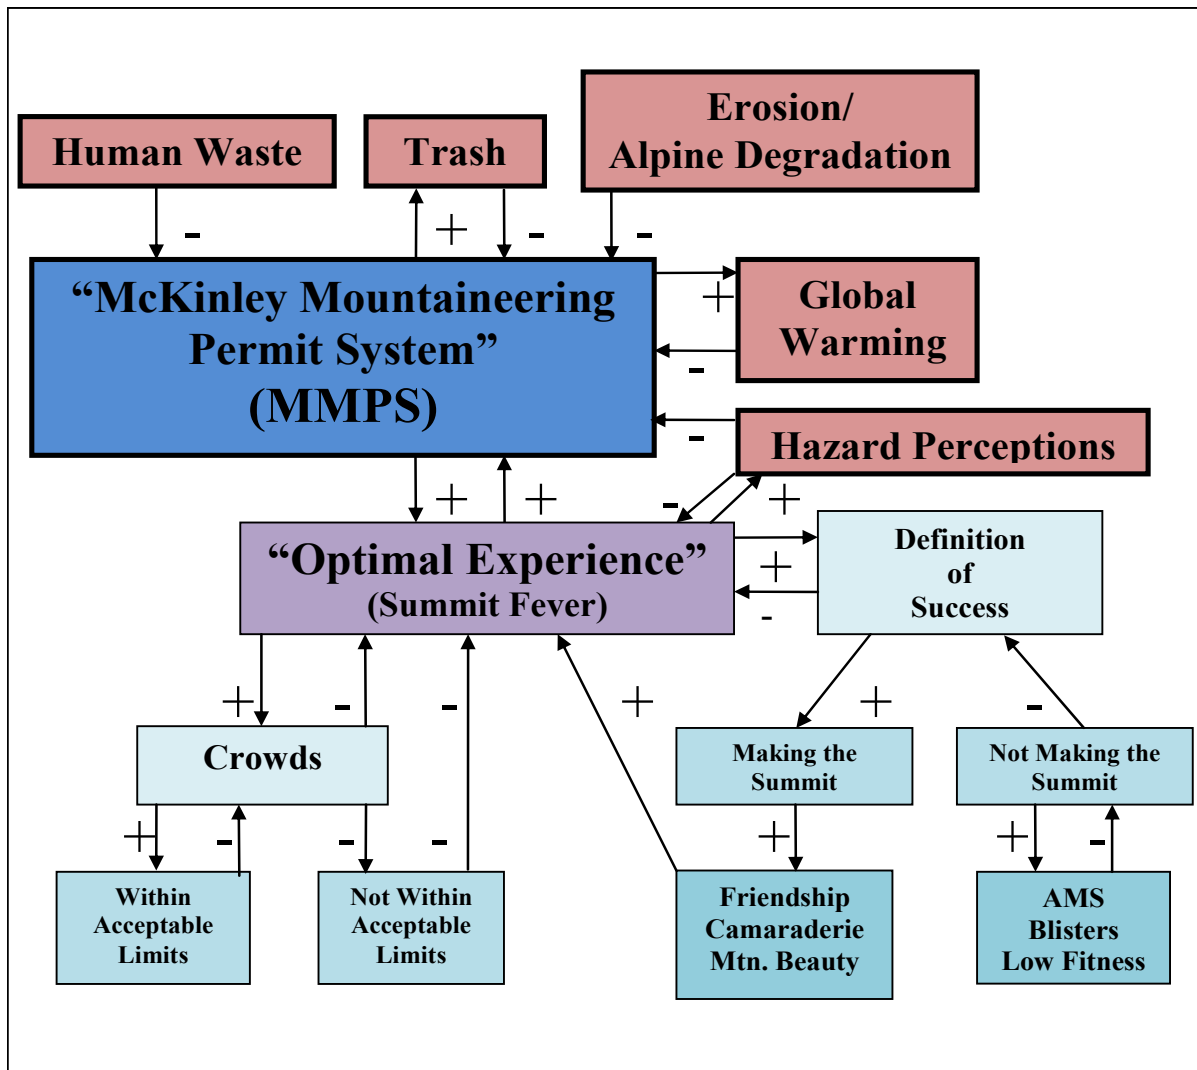 Human Waste
Trash
Erosion/
Alpine Degradation
-
+
-
-
“McKinley Mountaineering
Permit System”
(MMPS)
+
-
Global
Warming
-
Hazard Perceptions
+
+
-
+
“Optimal Experience”
(Summit Fever)
+
-
Definition
of
Success
+
-
-
+
+
-
Crowds
Making the
Summit
Not Making the
Summit
+
-
-
-
+
+
-
Within
Acceptable
Limits
Not Within
Acceptable
Limits
Friendship
Camaraderie
Mtn. Beauty
AMS
Blisters
Low Fitness